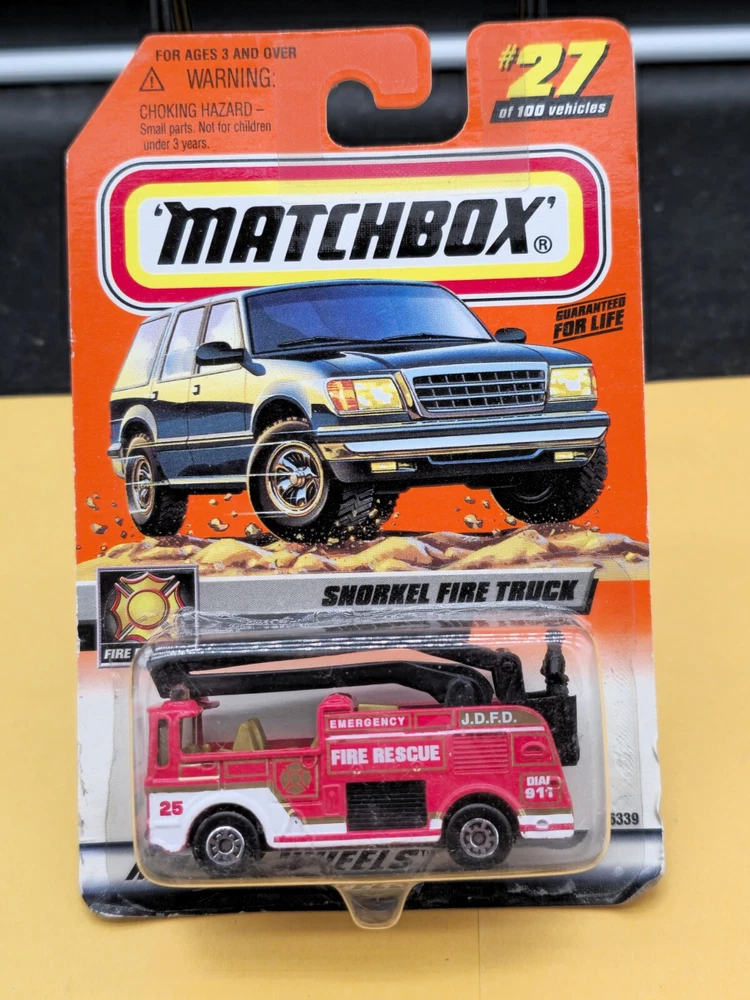 FOR AGES 3 AND OVER
WARNING:
CHOKING HAZARD –
Small parts. Not for children
under 3 years.
#27
of 100 vehicles
'MATCHBOX'®
GUARANTEED
FOR LIFE
SNORKEL FIRE TRUCK
FIRE
EMERGENCY
J.D.F.D.
FIRE RESCUE
DIAL
911
25
6339
WHEELS™